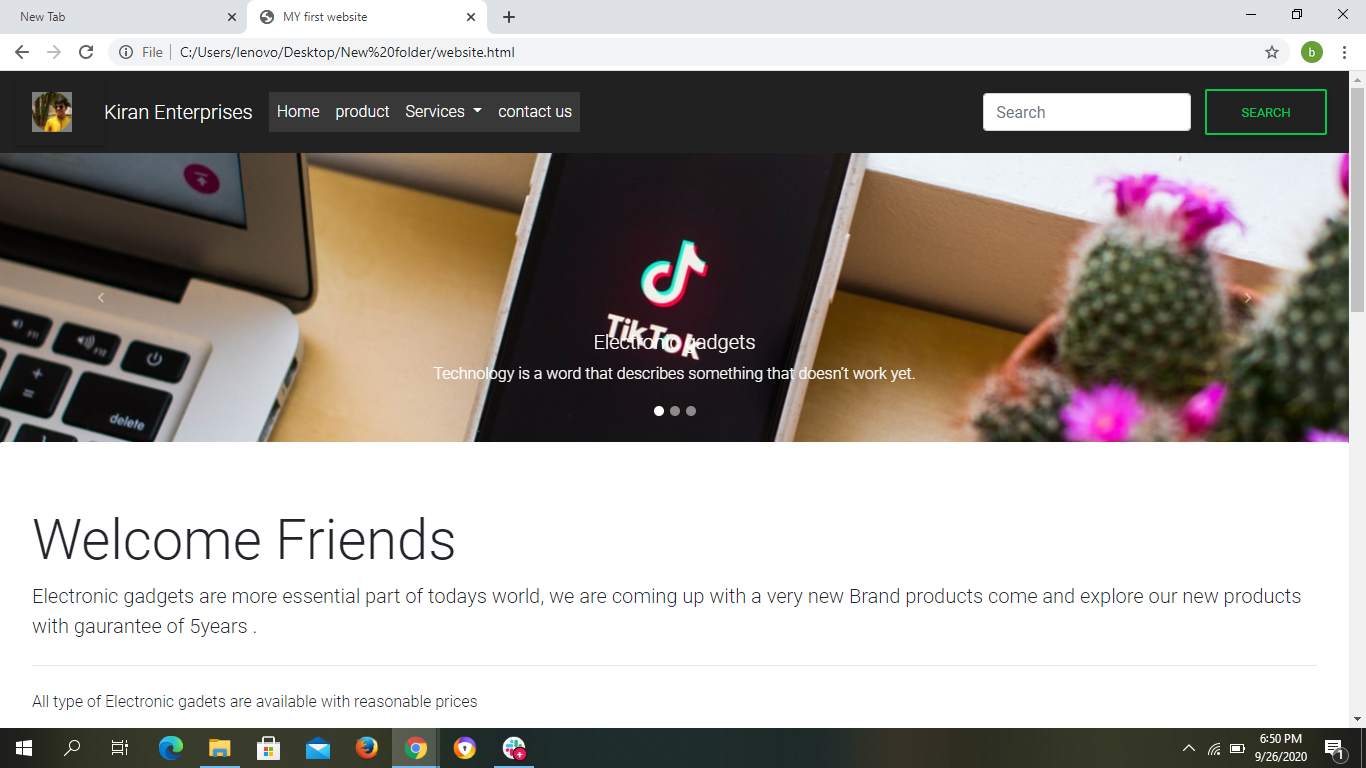 New Tab
MY first website
File
C:/Users/lenovo/Desktop/New%20folder/website.html
b
Kiran Enterprises
Home
product
Services
contact us
Search
SEARCH
F11
F12
delete
TikTok
Electronic gadgets
Technology is a word that describes something that doesn't work yet.
Welcome Friends
Electronic gadgets are more essential part of todays world, we are coming up with a very new Brand products come and explore our new products
with gaurantee of 5years .
All type of Electronic gadets are available with reasonable prices
6:50 PM
9/26/2020
1